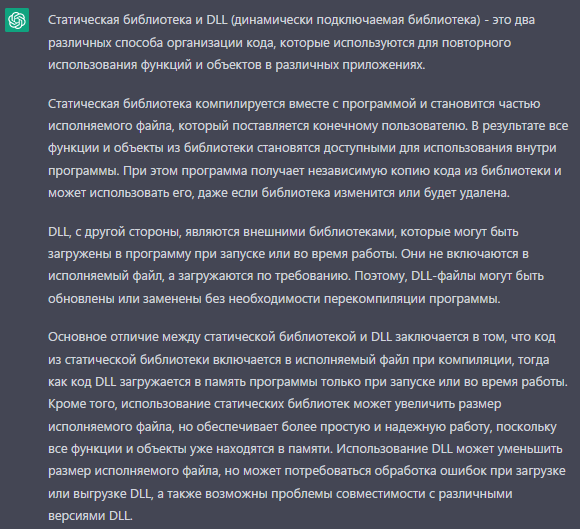 Статическая библиотека и DLL (динамически подключаемая библиотека) - это два
различных способа организации кода, которые используются для повторного
использования функций и объектов в различных приложениях.
Статическая библиотека компилируется вместе с программой и становится частью
исполняемого файла, который поставляется конечному пользователю. В результате все
функции и объекты из библиотеки становятся доступными для использования внутри
программы. При этом программа получает независимую копию кода из библиотеки и
может использовать его, даже если библиотека изменится или будет удалена.
DLL, с другой стороны, являются внешними библиотеками, которые могут быть
загружены в программу при запуске или во время работы. Они не включаются в
исполняемый файл, а загружаются по требованию. Поэтому, DLL-файлы могут быть
обновлены или заменены без необходимости перекомпиляции программы.
Основное отличие между статической библиотекой и DLL заключается в том, что код
из статической библиотеки включается в исполняемый файл при компиляции, тогда
как код DLL загружается в память программы только при запуске или во время работы.
Кроме того, использование статических библиотек может увеличить размер
исполняемого файла, но обеспечивает более простую и надежную работу, поскольку
все функции и объекты уже находятся в памяти. Использование DLL может уменьшить
размер исполняемого файла, но может потребоваться обработка ошибок при загрузке
или выгрузке DLL, а также возможны проблемы совместимости с различными
версиями DLL.